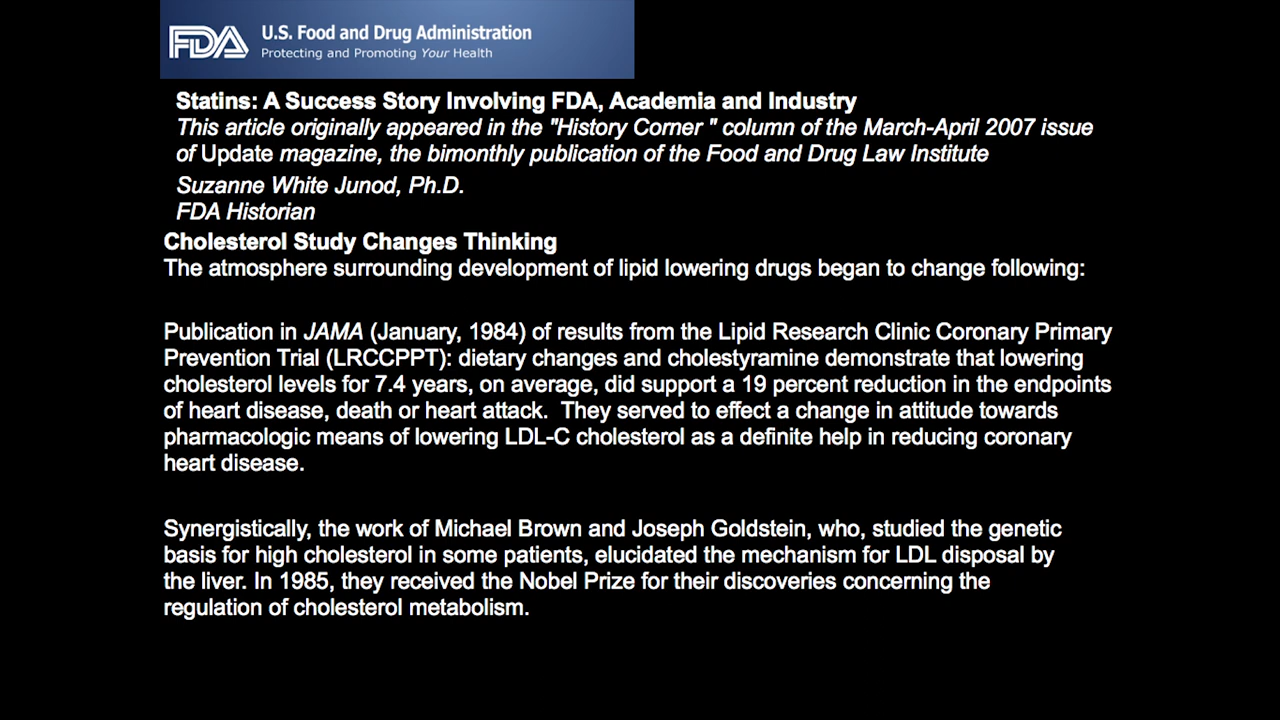 FDA
U.S. Food and Drug Administration
Protecting and Promoting Your Health
Statins: A Success Story Involving FDA, Academia and Industry
This article originally appeared in the "History Corner " column of the March-April 2007 issue
of Update magazine, the bimonthly publication of the Food and Drug Law Institute
Suzanne White Junod, Ph.D.
FDA Historian
Cholesterol Study Changes Thinking
The atmosphere surrounding development of lipid lowering drugs began to change following:
Publication in JAMA (January, 1984) of results from the Lipid Research Clinic Coronary Primary
Prevention Trial (LRCCPPT): dietary changes and cholestyramine demonstrate that lowering
cholesterol levels for 7.4 years, on average, did support a 19 percent reduction in the endpoints
of heart disease, death or heart attack.  They served to effect a change in attitude towards
pharmacologic means of lowering LDL-C cholesterol as a definite help in reducing coronary
heart disease.
Synergistically, the work of Michael Brown and Joseph Goldstein, who, studied the genetic
basis for high cholesterol in some patients, elucidated the mechanism for LDL disposal by
the liver. In 1985, they received the Nobel Prize for their discoveries concerning the
regulation of cholesterol metabolism.